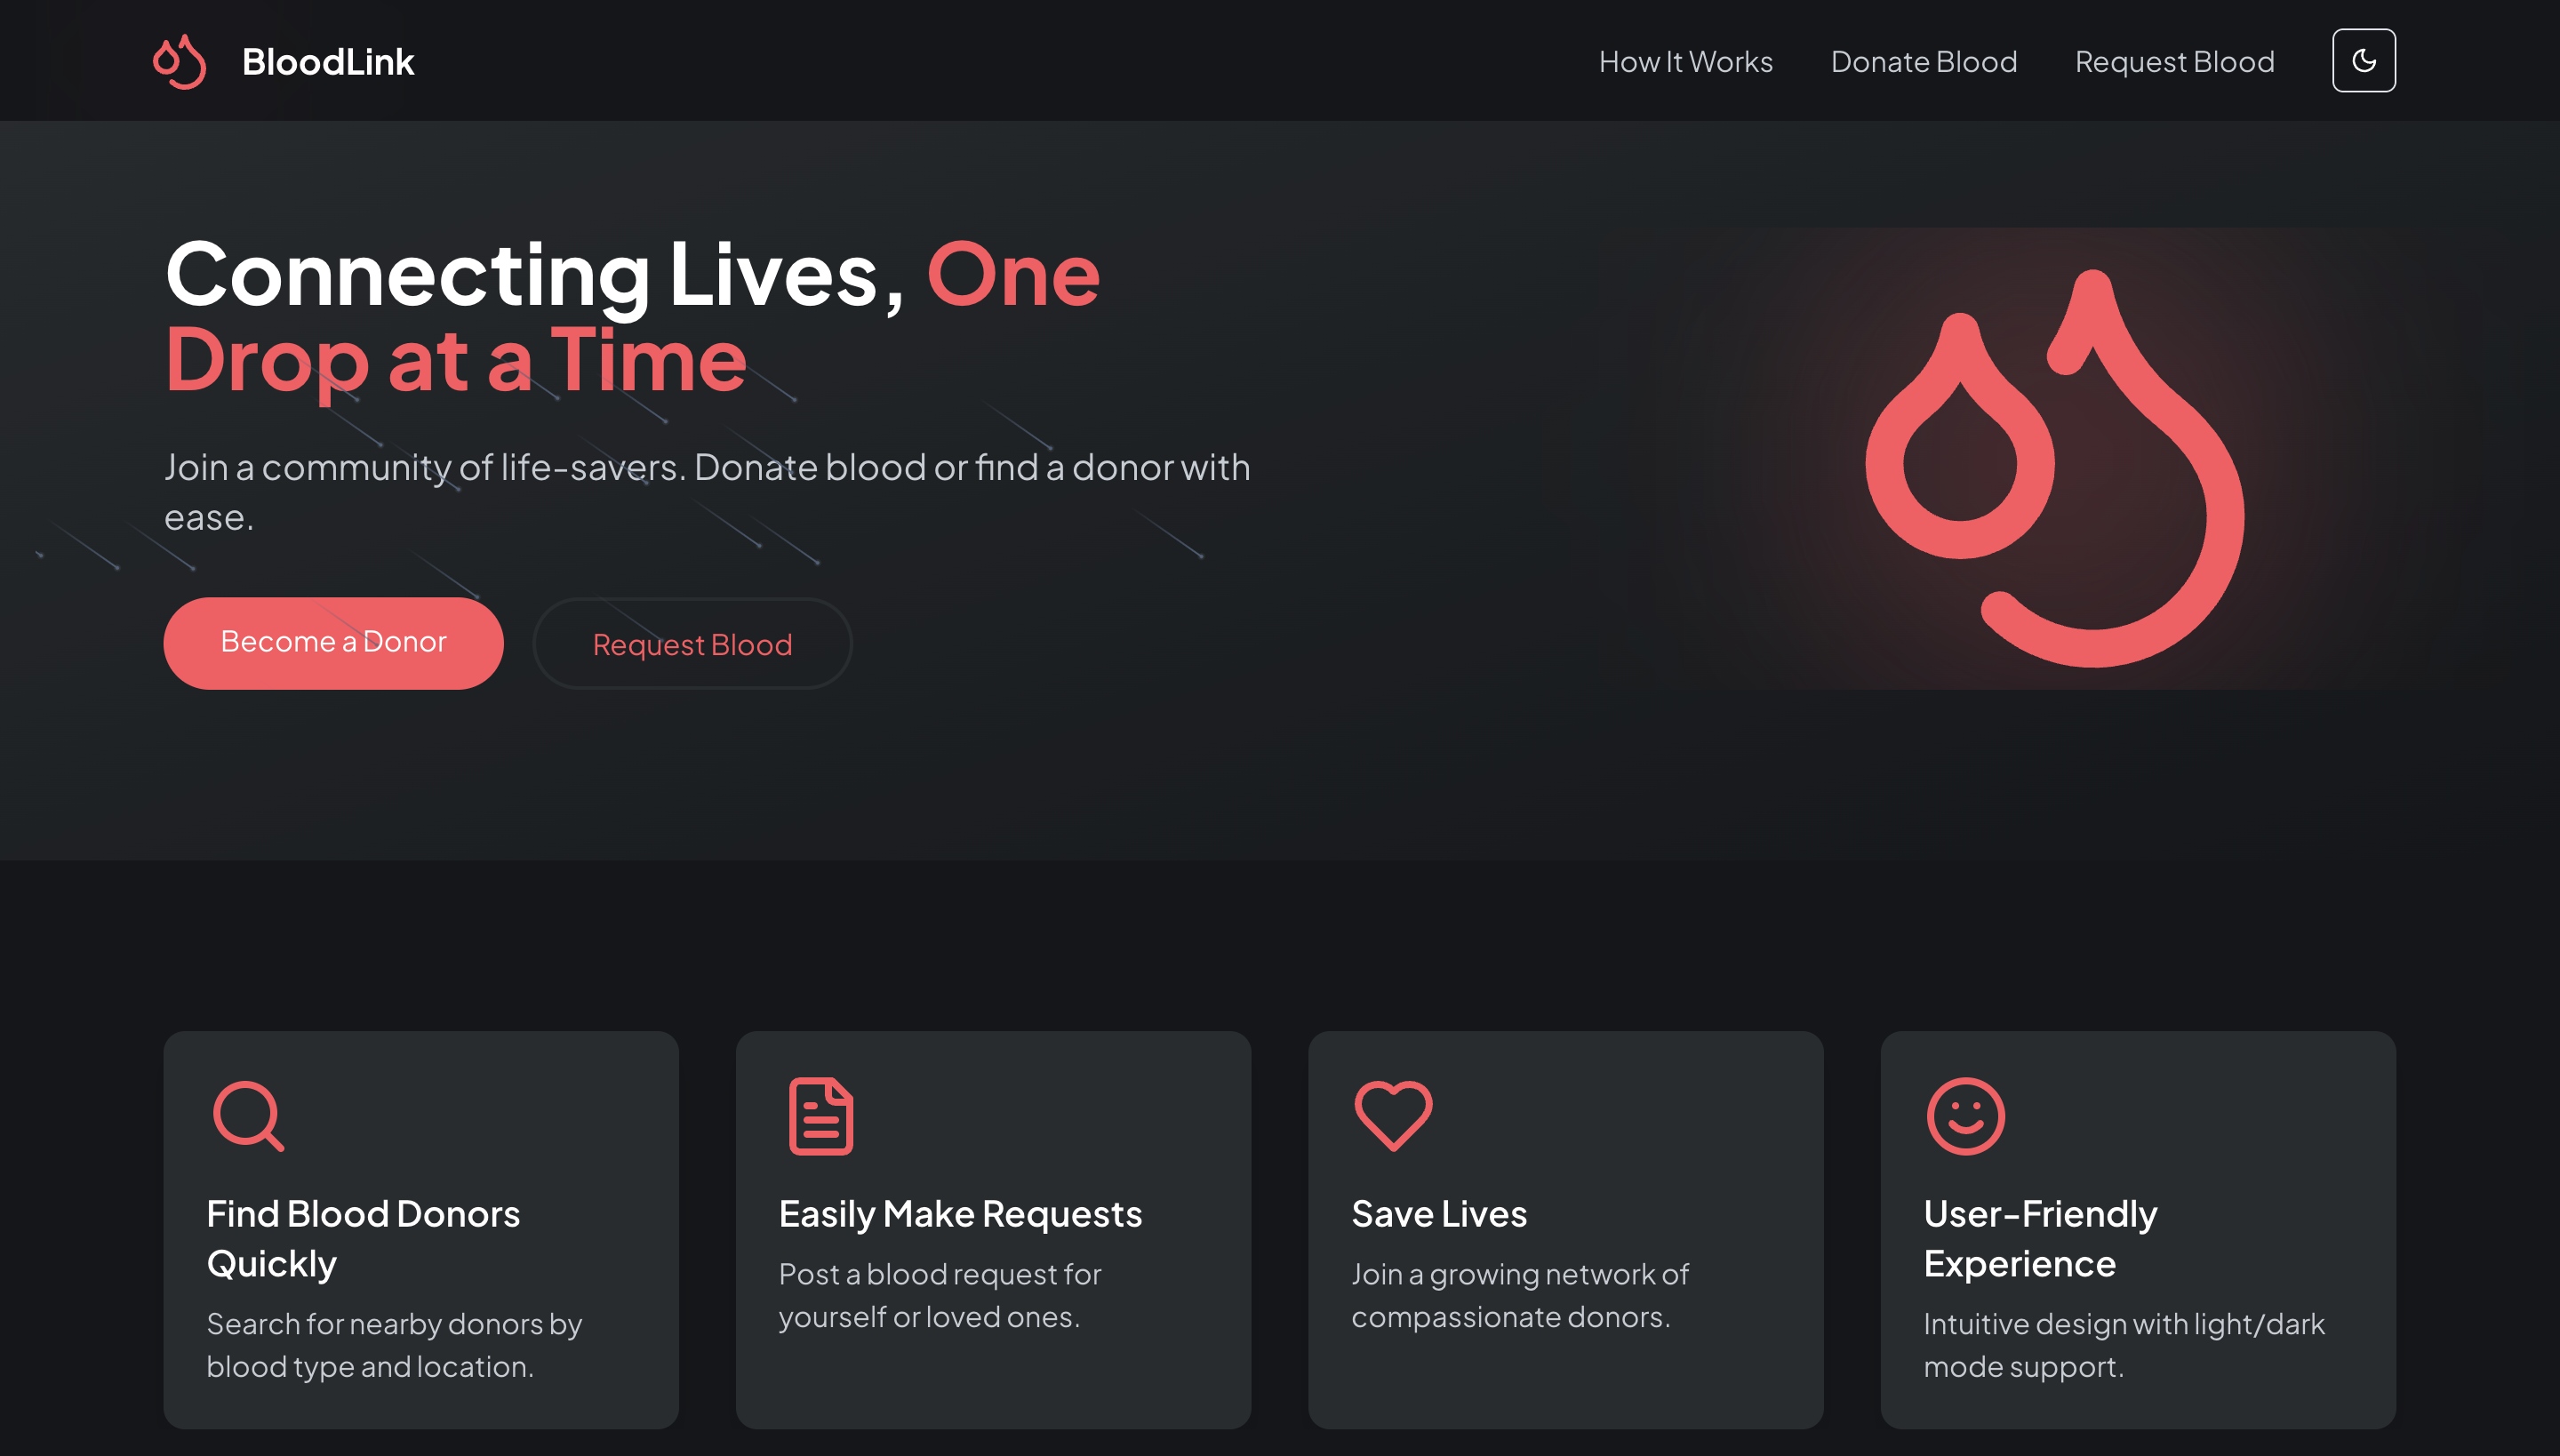 BloodLink
How It Works
Donate Blood
Request Blood
Connecting Lives, One
Drop at a Time
Join a community of life-savers. Donate blood or find a donor with
ease.
Become a Donor
Request Blood
Find Blood Donors
Quickly
Search for nearby donors by
blood type and location.
Easily Make Requests
Post a blood request for
yourself or loved ones.
Save Lives
Join a growing network of
compassionate donors.
User-Friendly
Experience
Intuitive design with light/dark
mode support.